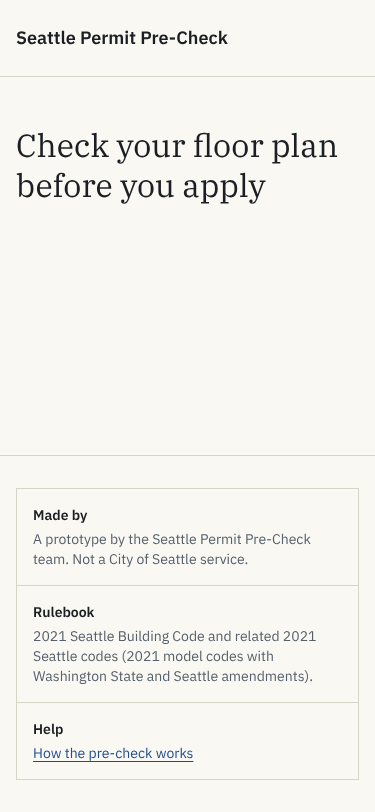 Seattle Permit Pre-Check
Check your floor plan
before you apply
Made by
A prototype by the Seattle Permit Pre-Check
team. Not a City of Seattle service.
Rulebook
2021 Seattle Building Code and related 2021
Seattle codes (2021 model codes with
Washington State and Seattle amendments).
Help
How the pre-check works